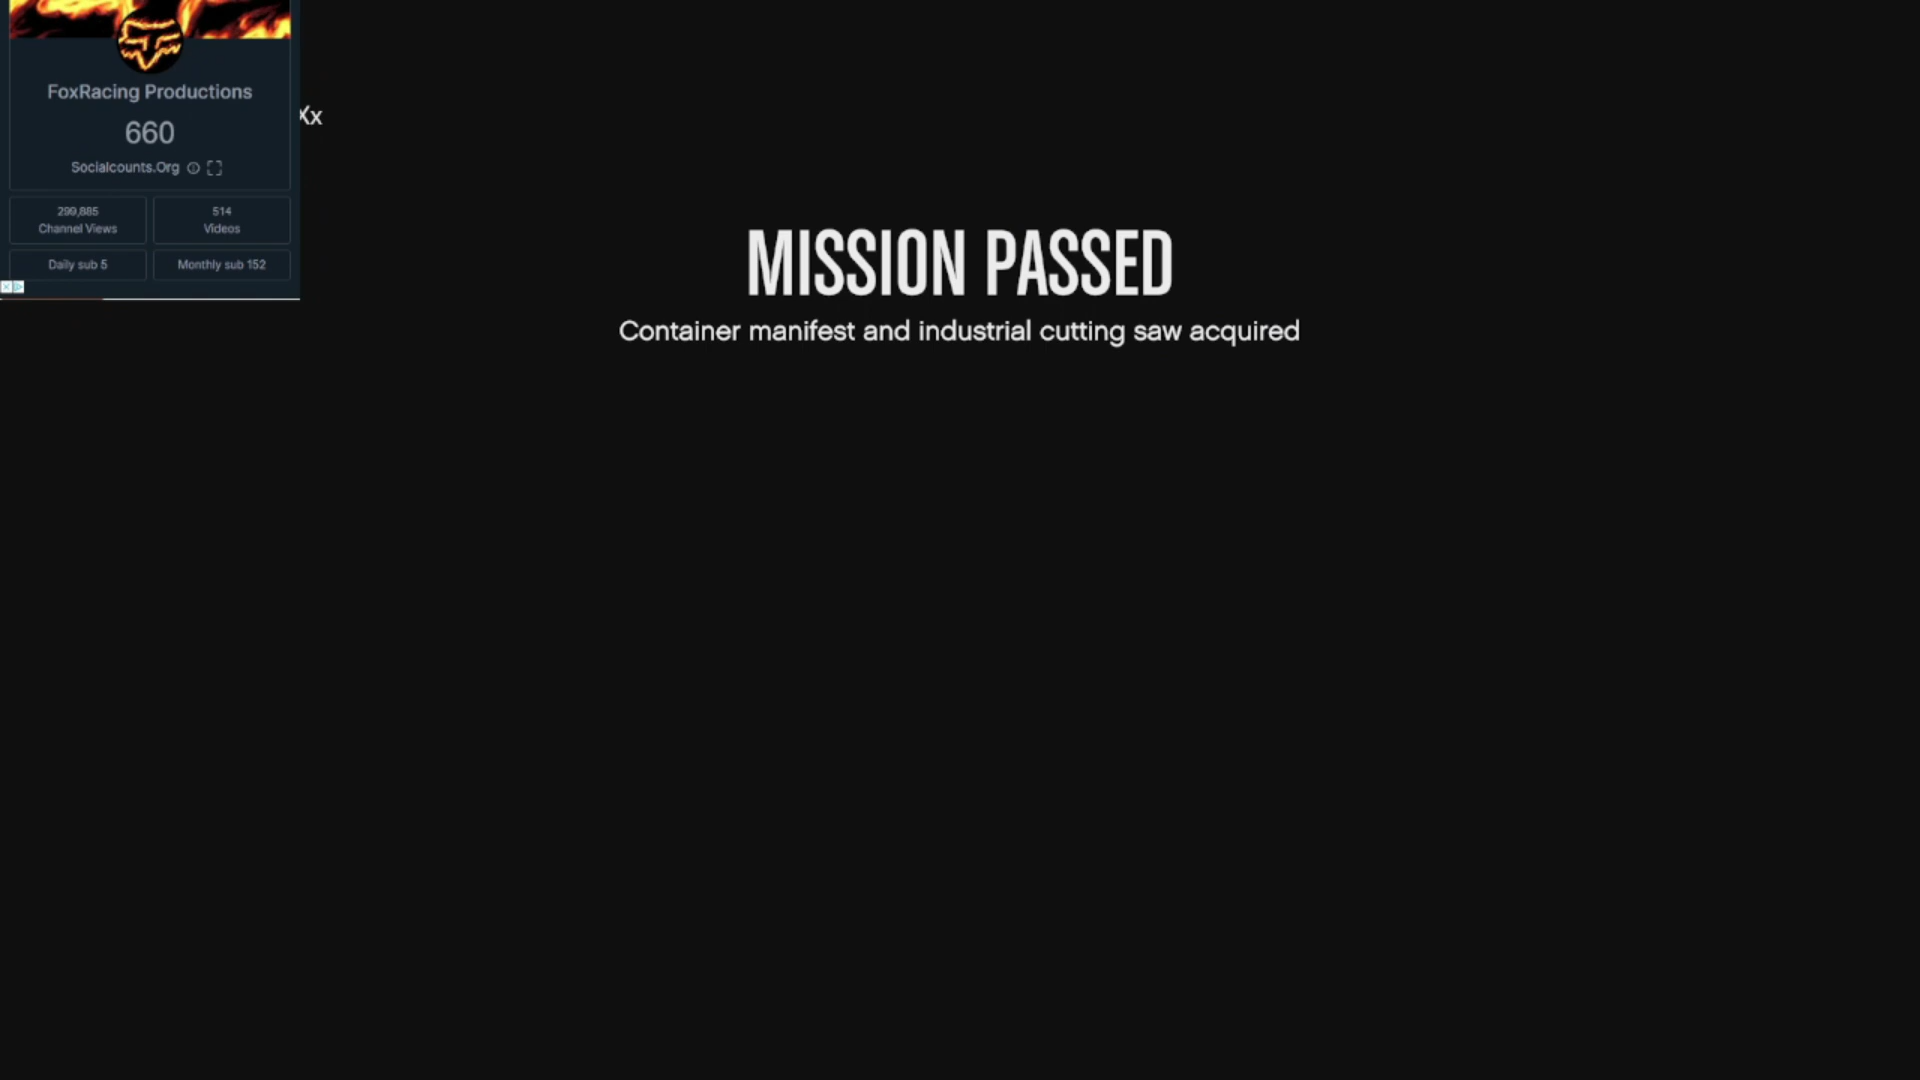 FoxRacing Productions
660
Socialcounts.Org
299,885
Channel Views
514
Videos
Daily sub 5
Monthly sub 152
Xx
MISSION PASSED
Container manifest and industrial cutting saw acquired